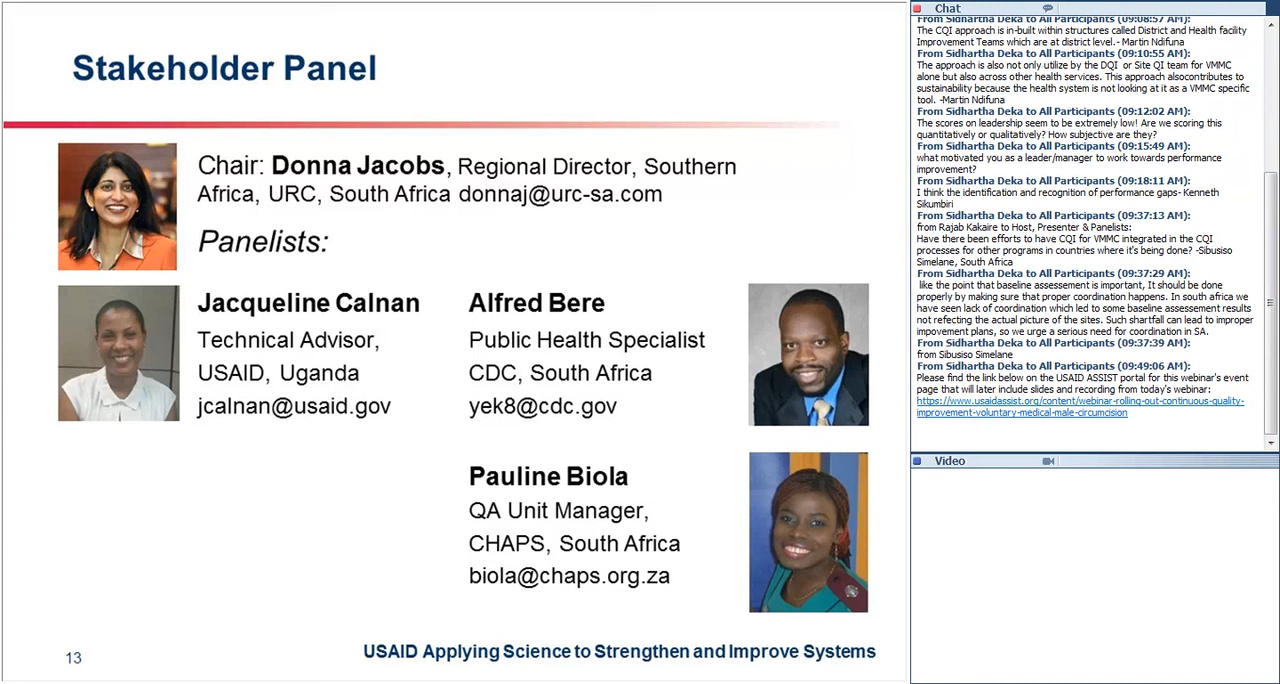 Stakeholder Panel
Chair: Donna Jacobs, Regional Director, Southern
Africa, URC, South Africa donnaj@urc-sa.com
Panelists:
Jacqueline Calnan
Technical Advisor,
USAID, Uganda
jcalnan@usaid.gov
Alfred Bere
Public Health Specialist
CDC, South Africa
yek8@cdc.gov
Pauline Biola
QA Unit Manager,
CHAPS, South Africa
biola@chaps.org.za
13
USAID Applying Science to Strengthen and Improve Systems
Chat
From Sidhartha Deka to All Participants (09:08:57 AM):
The CQI approach is in-built within structures called District and Health facility
Improvement Teams which are at district level.- Martin Ndifuna
From Sidhartha Deka to All Participants (09:10:55 AM):
The approach is also not only utilize by the DQI or Site QI team for VMMC
alone but also across other health services. This approach alsocontributes to
sustainability because the health system is not looking at it as a VMMC specific
tool. -Martin Ndifuna
From Sidhartha Deka to All Participants (09:12:02 AM):
The scores on leadership seem to be extremely low! Are we scoring this
quantitatively or qualitatively? How subjective are they?
From Sidhartha Deka to All Participants (09:15:49 AM):
what motivated you as a leader/manager to work towards performance
improvement?
From Sidhartha Deka to All Participants (09:18:11 AM):
I think the identification and recognition of performance gaps- Kenneth
Sikumbiri
From Sidhartha Deka to All Participants (09:37:13 AM):
from Rajab Kakaire to Host, Presenter & Panelists:
Have there been efforts to have CQI for VMMC integrated in the CQI
processes for other programs in countries where it's being done? -Sibusiso
Simelane, South Africa
From Sidhartha Deka to All Participants (09:37:29 AM):
like the point that baseline assessment is important, It should be done
properly by making sure that proper coordination happens. In south africa we
have seen lack of coordination which led to some baseline assessment results
not refecting the actual picture of the sites. Such shartfall can lead to improper
impovement plans, so we urge a serious need for coordination in SA.
From Sidhartha Deka to All Participants (09:37:39 AM):
from Sibusiso Simelane
From Sidhartha Deka to All Participants (09:49:06 AM):
Please find the link below on the USAID ASSIST portal for this webinar's event
page that will later include slides and recording from today's webinar:
https://www.usaidassist.org/content/webinar-rolling-out-continuous-quality-
improvement-voluntary-medical-male-circumcision
Video